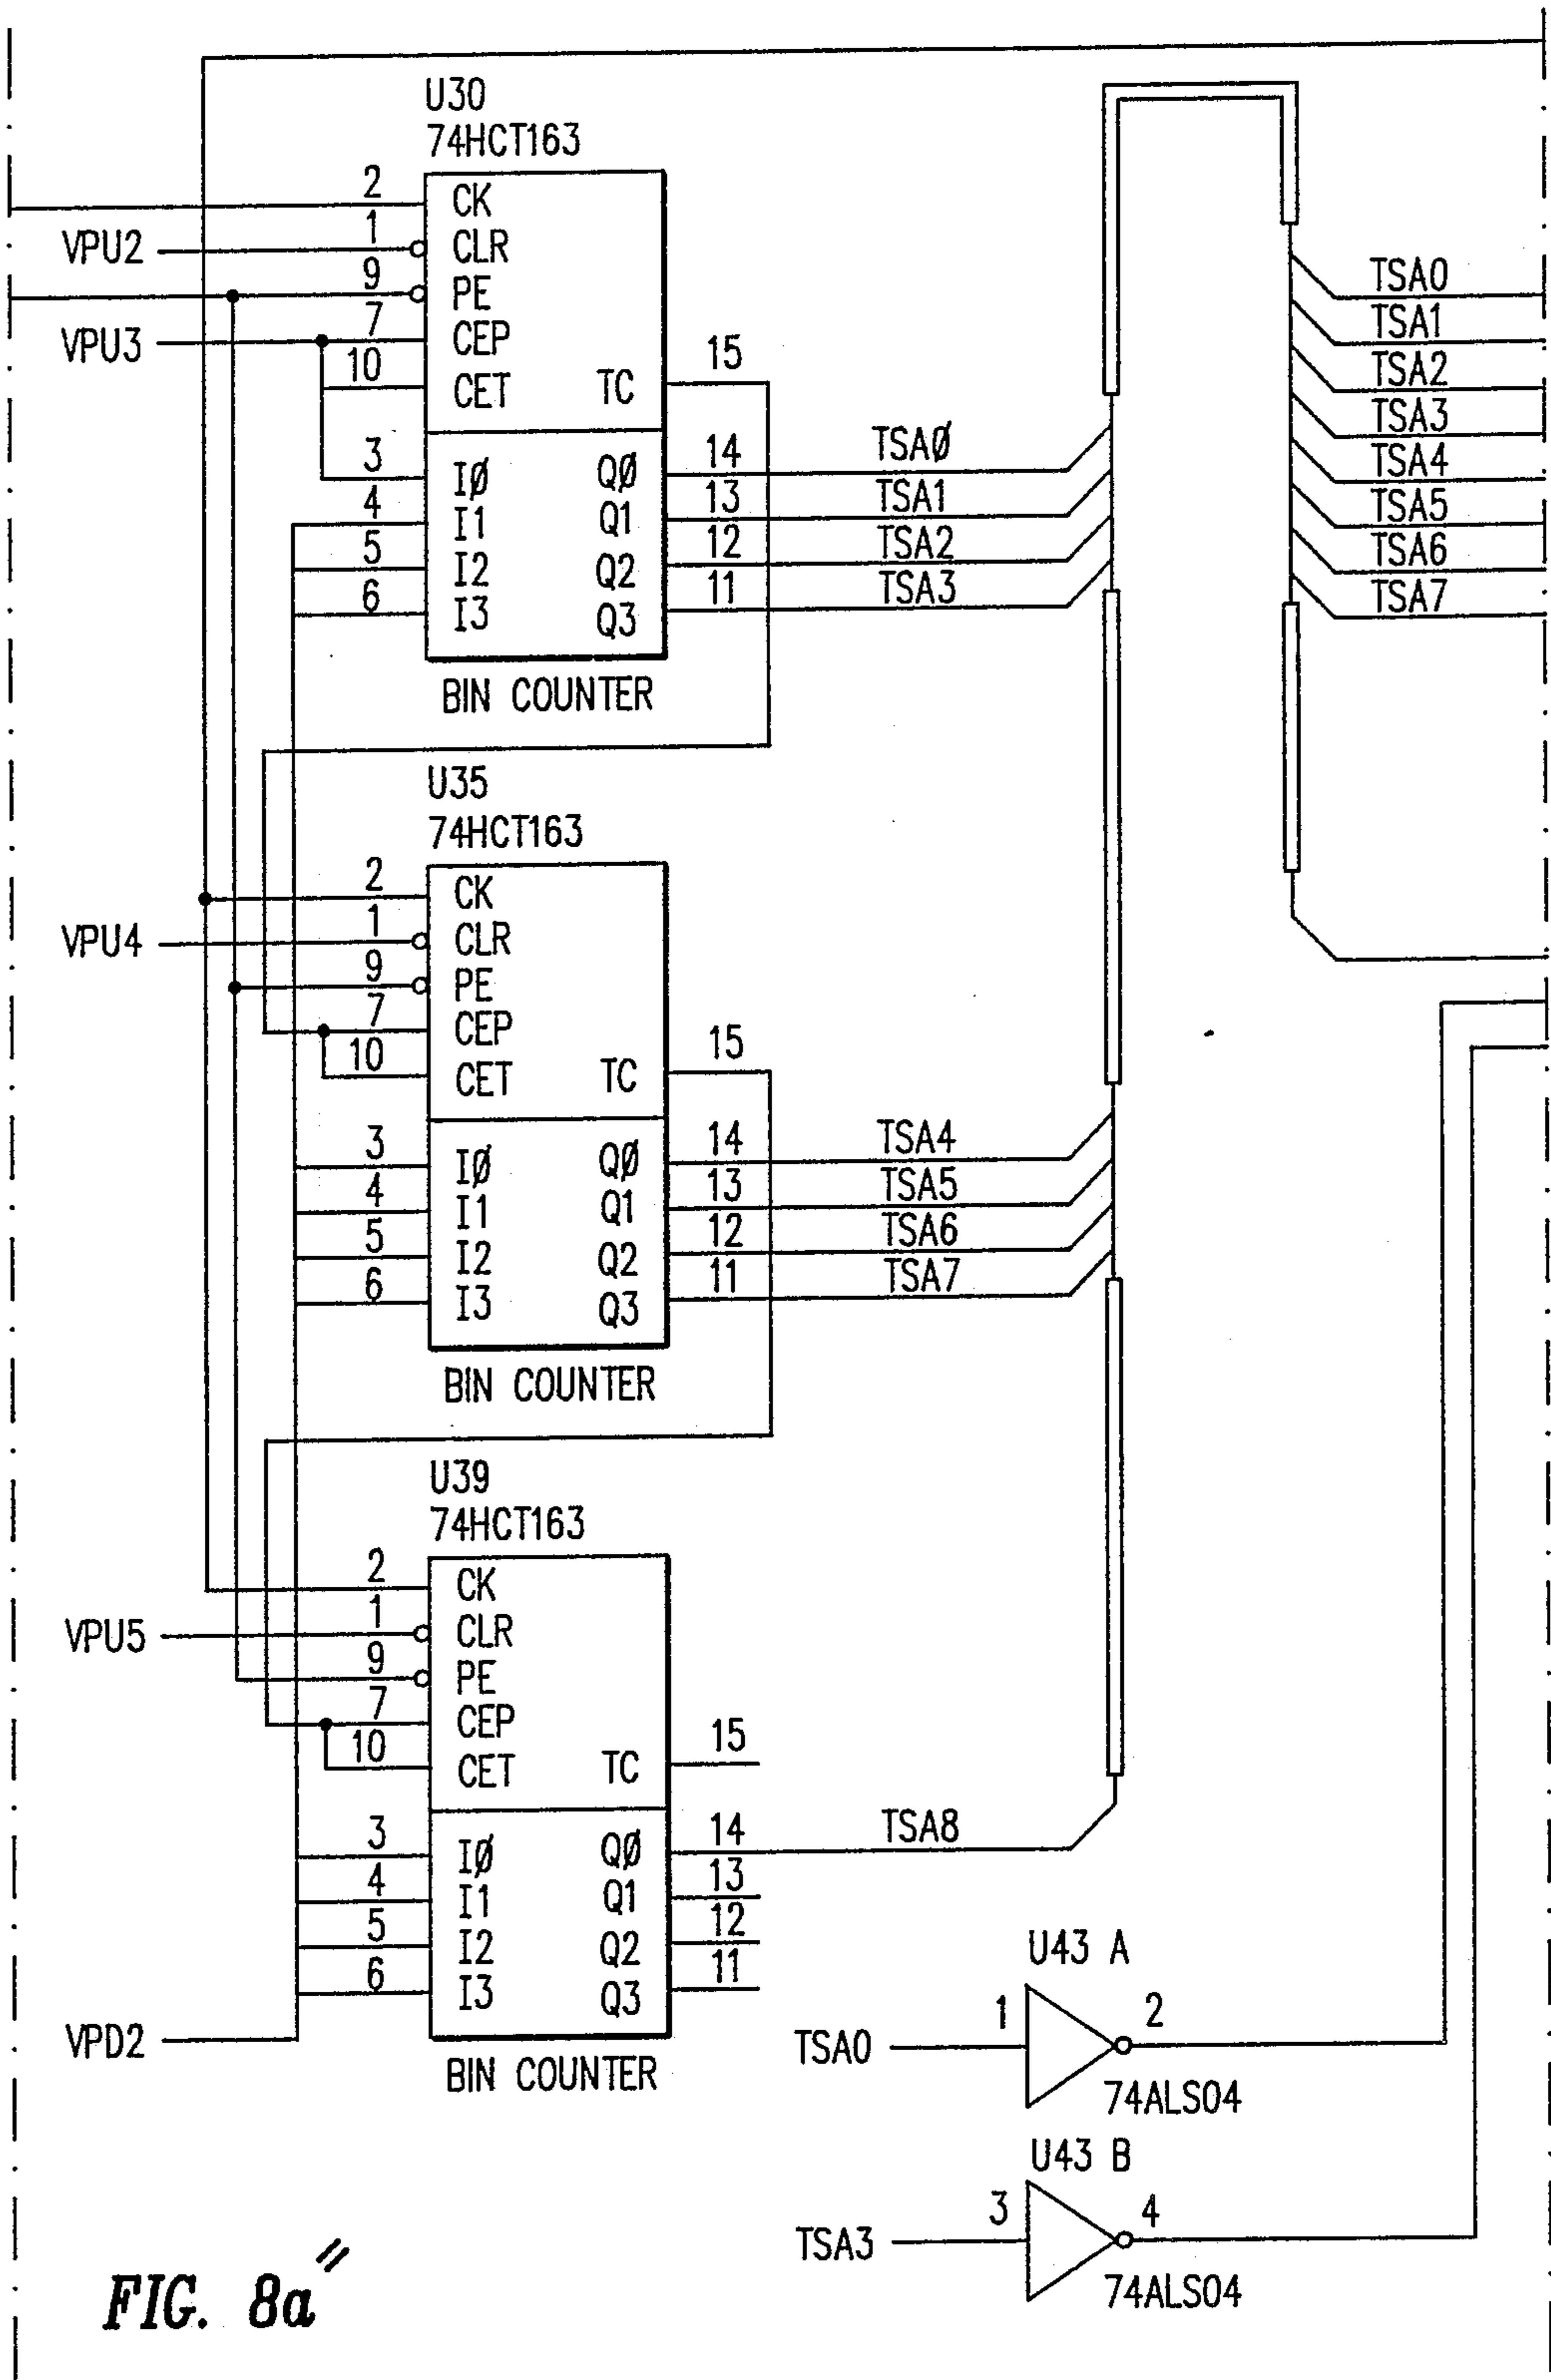 U30
74HCT163
2 CK
VPU2 1 CLR
9 PE
VPU3 7 CEP
10 CET TC 15
3 IØ QØ 14 TSAØ
4 I1 Q1 13 TSA1
5 I2 Q2 12 TSA2
6 I3 Q3 11 TSA3
BIN COUNTER
TSA0
TSA1
TSA2
TSA3
TSA4
TSA5
TSA6
TSA7
U35
74HCT163
2 CK
VPU4 1 CLR
9 PE
7 CEP
10 CET TC 15
3 IØ QØ 14 TSA4
4 I1 Q1 13 TSA5
5 I2 Q2 12 TSA6
6 I3 Q3 11 TSA7
BIN COUNTER
U39
74HCT163
2 CK
VPU5 1 CLR
9 PE
7 CEP
10 CET TC 15
3 IØ QØ 14 TSA8
4 I1 Q1 13
5 I2 Q2 12
6 I3 Q3 11
VPD2
BIN COUNTER
U43 A
TSA0 1 2
74ALS04
U43 B
TSA3 3 4
74ALS04
FIG. 8a"